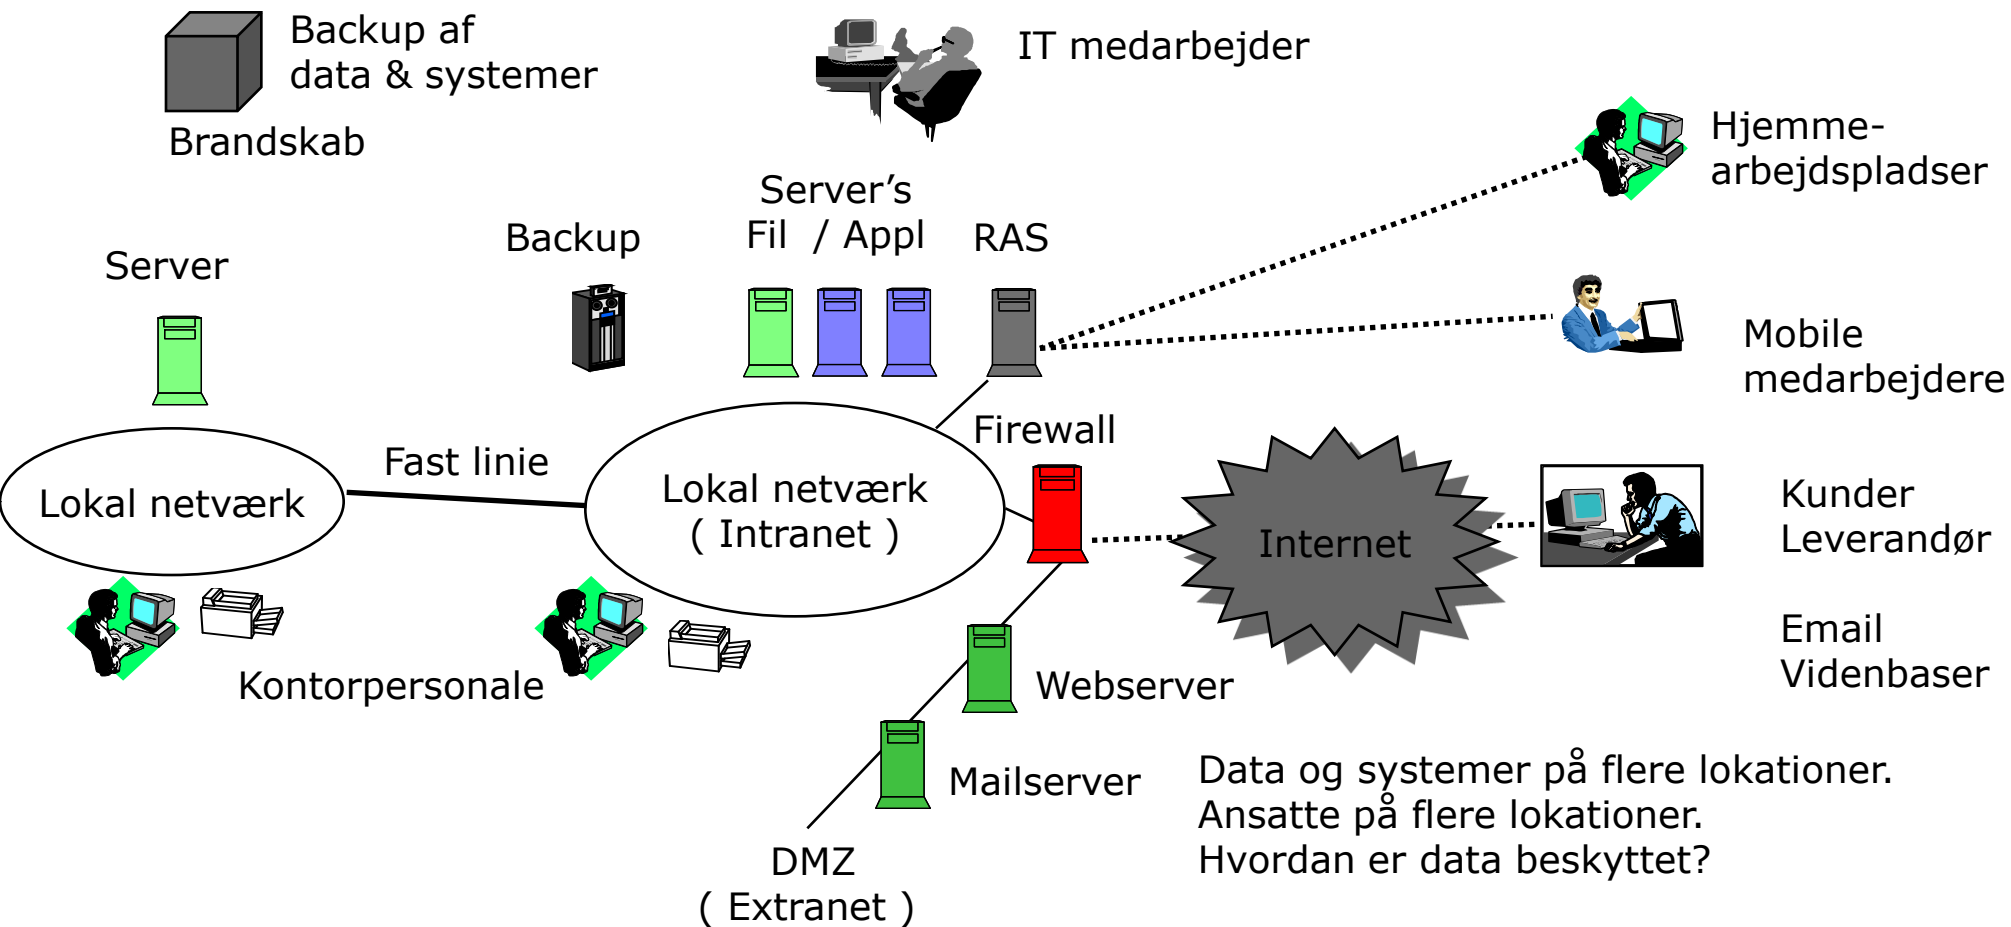 Backup af
data & systemer
Brandskab
IT medarbejder
Hjemme-
arbejdspladser
Server
Backup
Server’s
Fil / Appl
RAS
Mobile
medarbejdere
Lokal netværk
Fast linie
Lokal netværk
( Intranet )
Firewall
Internet
Kunder
Leverandør
Email
Videnbaser
Kontorpersonale
Webserver
Mailserver
DMZ
( Extranet )
Data og systemer på flere lokationer.
Ansatte på flere lokationer.
Hvordan er data beskyttet?